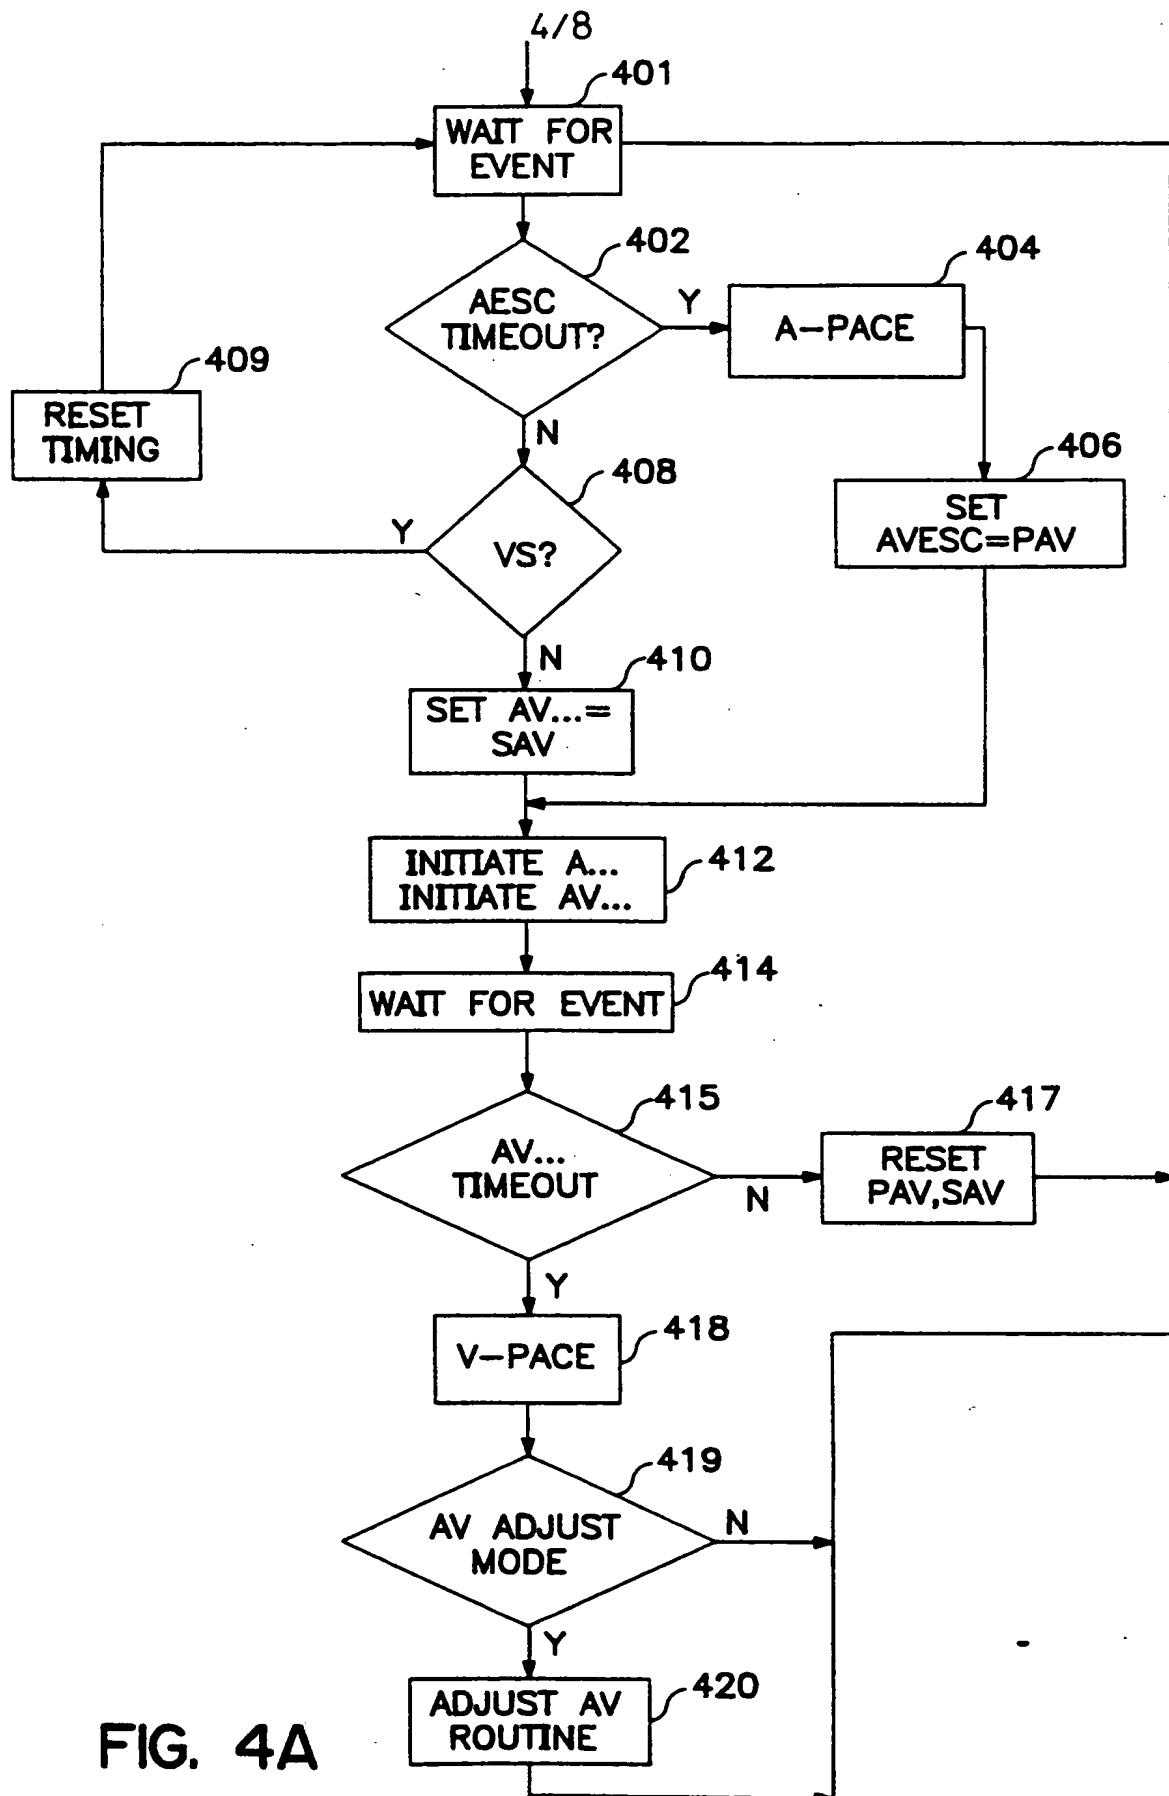 4/8
401
WAIT FOR
EVENT
402
AESC
TIMEOUT?
Y
404
A-PACE
409
RESET
TIMING
N
406
SET
AVESC=PAV
408
VS?
Y
N
410
SET AV...=
SAV
412
INITIATE A...
INITIATE AV...
414
WAIT FOR EVENT
415
AV...
TIMEOUT
N
417
RESET
PAV,SAV
Y
418
V-PACE
419
AV ADJUST
MODE
N
Y
420
ADJUST AV
ROUTINE
FIG. 4A